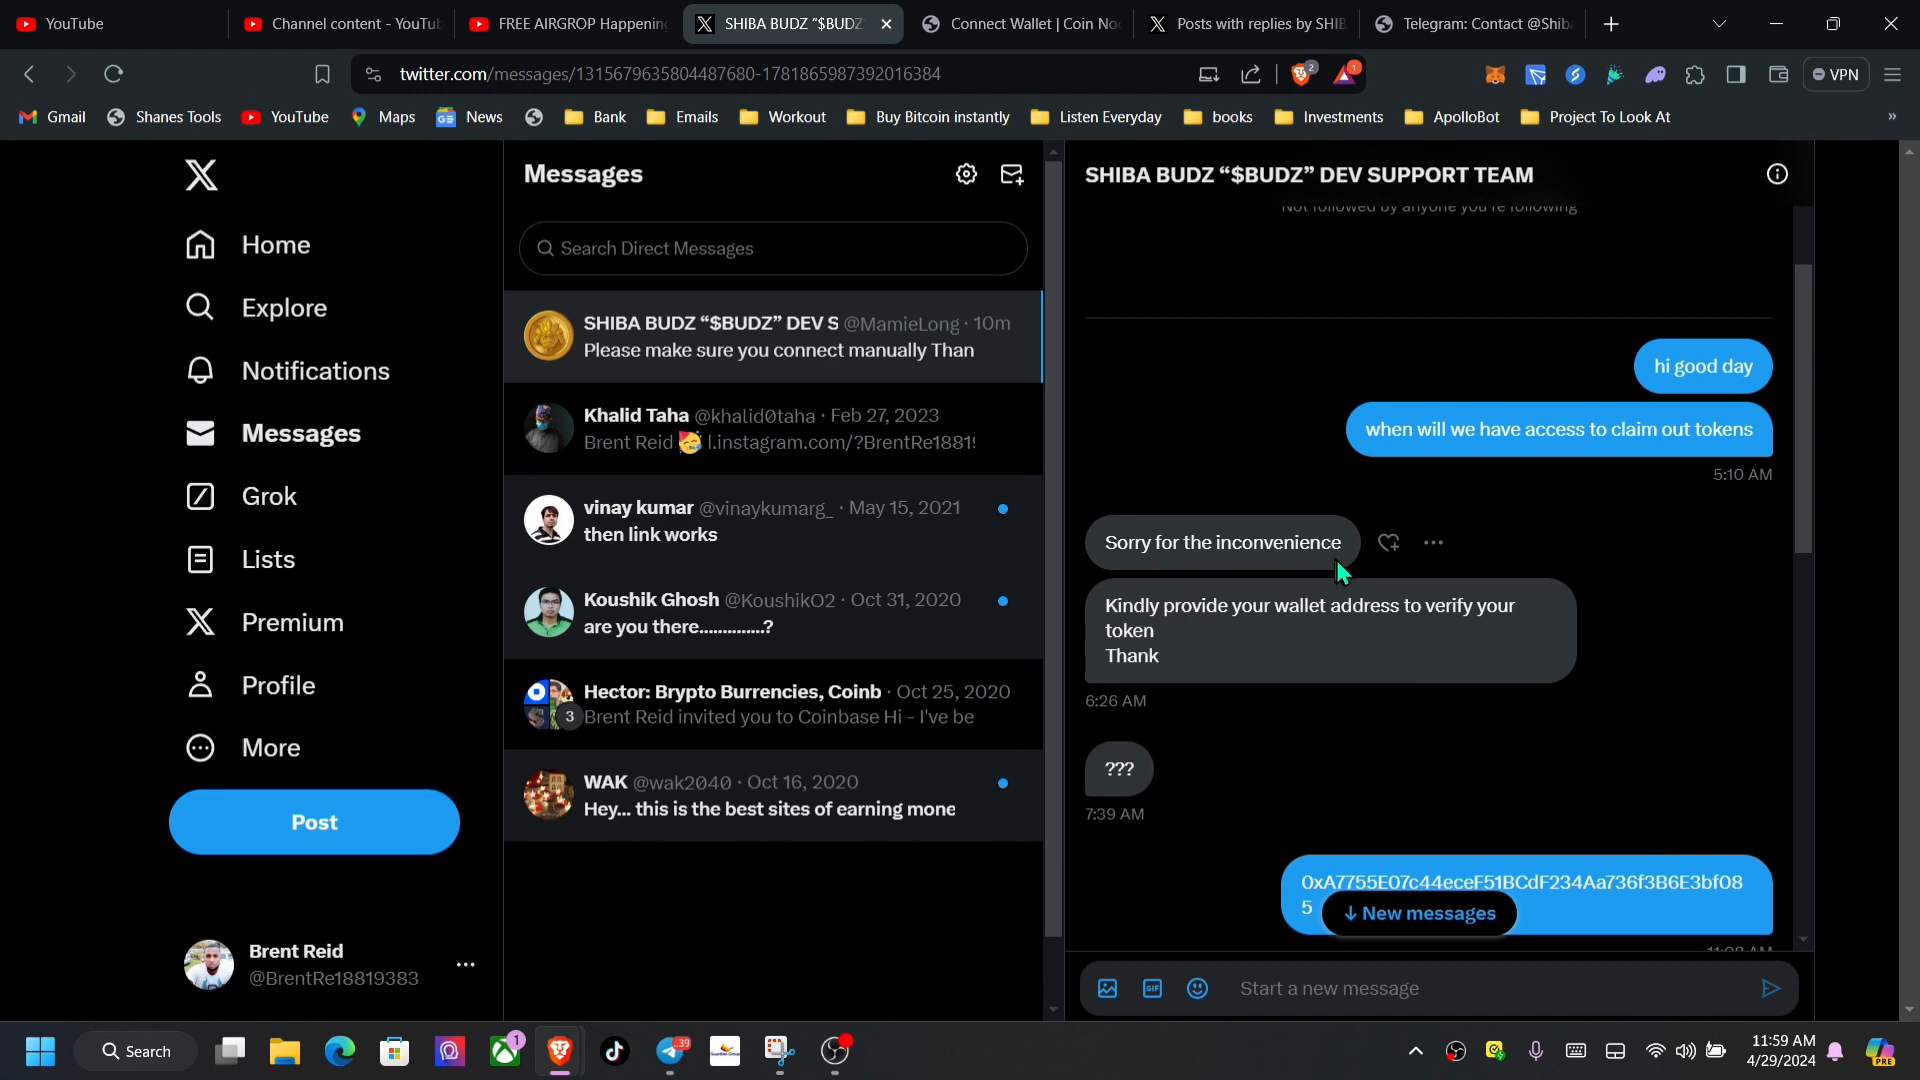 YouTube
Channel content - YouTub
FREE AIRGROP Happening
SHIBA BUDZ "$BUDZ
Connect Wallet | Coin No
Posts with replies by SHIB
Telegram: Contact @Shib
twitter.com/messages/1315679635804487680-1781865987392016384
2
1
VPN
Gmail
Shanes Tools
YouTube
Maps
News
Bank
Emails
Workout
Buy Bitcoin instantly
Listen Everyday
books
Investments
ApolloBot
Project To Look At
»
Home
Explore
Notifications
Messages
Grok
Lists
Premium
Profile
More
Post
Brent Reid
@BrentRe18819383
Messages
Search Direct Messages
SHIBA BUDZ “$BUDZ” DEV S @MamieLong · 10m
Please make sure you connect manually Than
Khalid Taha @khalid0taha · Feb 27, 2023
Brent Reid 🥳 l.instagram.com/?BrentRe1881
vinay kumar @vinaykumarg_ · May 15, 2021
then link works
Koushik Ghosh @KoushikO2 · Oct 31, 2020
are you there..............?
Hector: Brypto Burrencies, Coinb · Oct 25, 2020
3
Brent Reid invited you to Coinbase Hi - I've be
WAK @wak2040 · Oct 16, 2020
Hey... this is the best sites of earning mone
SHIBA BUDZ “$BUDZ” DEV SUPPORT TEAM
Not followed by anyone you're following
hi good day
when will we have access to claim out tokens
5:10 AM
Sorry for the inconvenience
Kindly provide your wallet address to verify your
token
Thank
6:26 AM
???
7:39 AM
0xA7755E07c44eceF51BCdF234Aa736f3B6E3bf08
5
New messages
Start a new message
Search
1
39
PRE
11:59 AM
4/29/2024